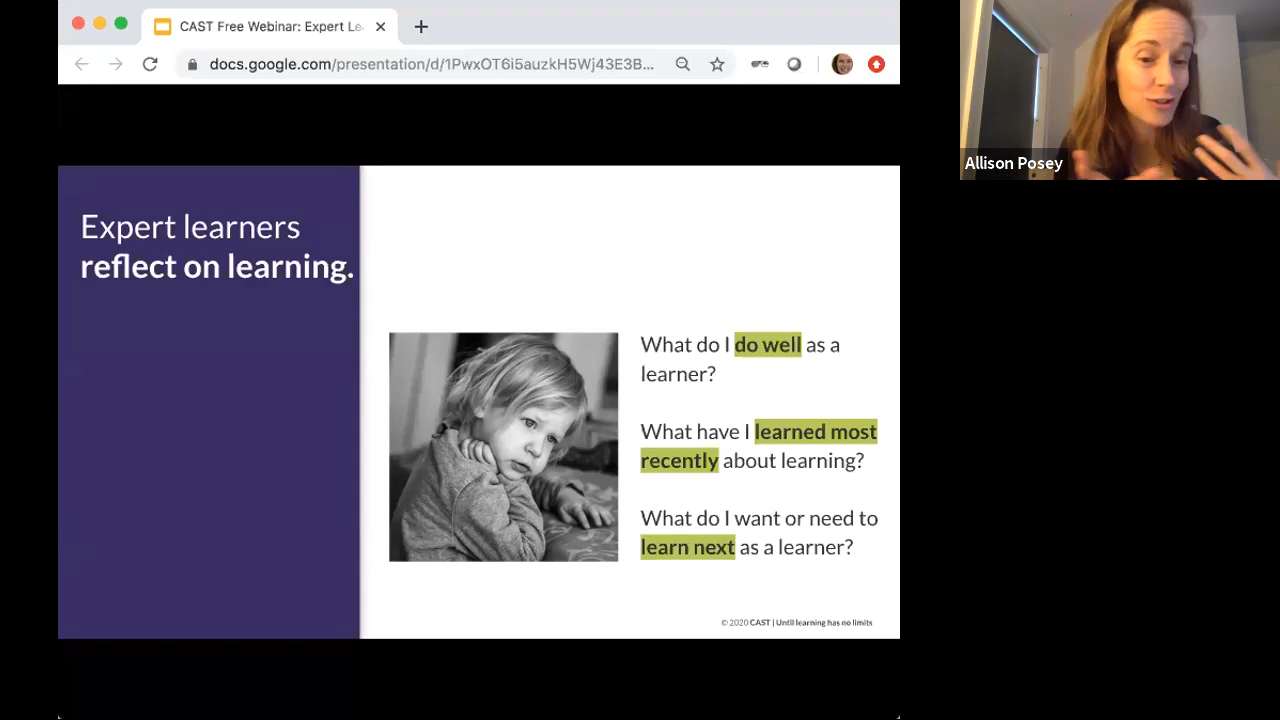 CAST Free Webinar: Expert Le
docs.google.com/presentation/d/1PwxOT6i5auzkH5Wj43E3B...
Allison Posey
Expert learners
reflect on learning.
What do I do well as a
learner?
What have I learned most
recently about learning?
What do I want or need to
learn next as a learner?
© 2020 CAST | Until learning has no limits